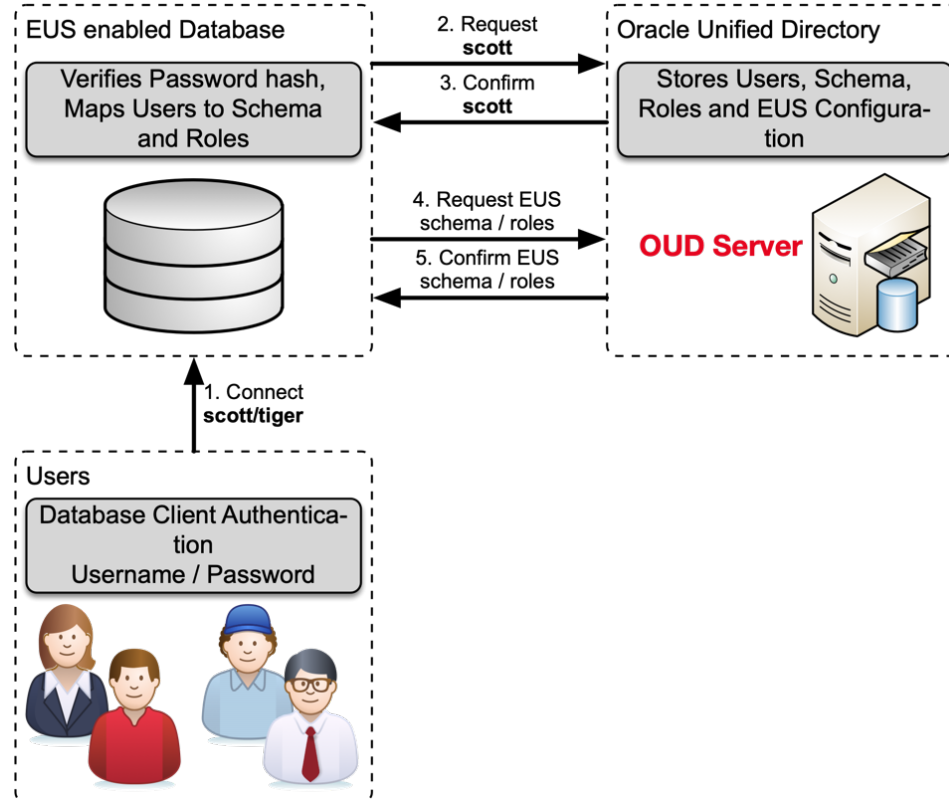 EUS enabled Database
Verifies Password hash,
Maps Users to Schema
and Roles
2. Request
scott
3. Confirm
scott
4. Request EUS
schema / roles
5. Confirm EUS
schema / roles
Oracle Unified Directory
Stores Users, Schema,
Roles and EUS Configura-
tion
OUD Server
1. Connect
scott/tiger
Users
Database Client Authentica-
tion
Username / Password